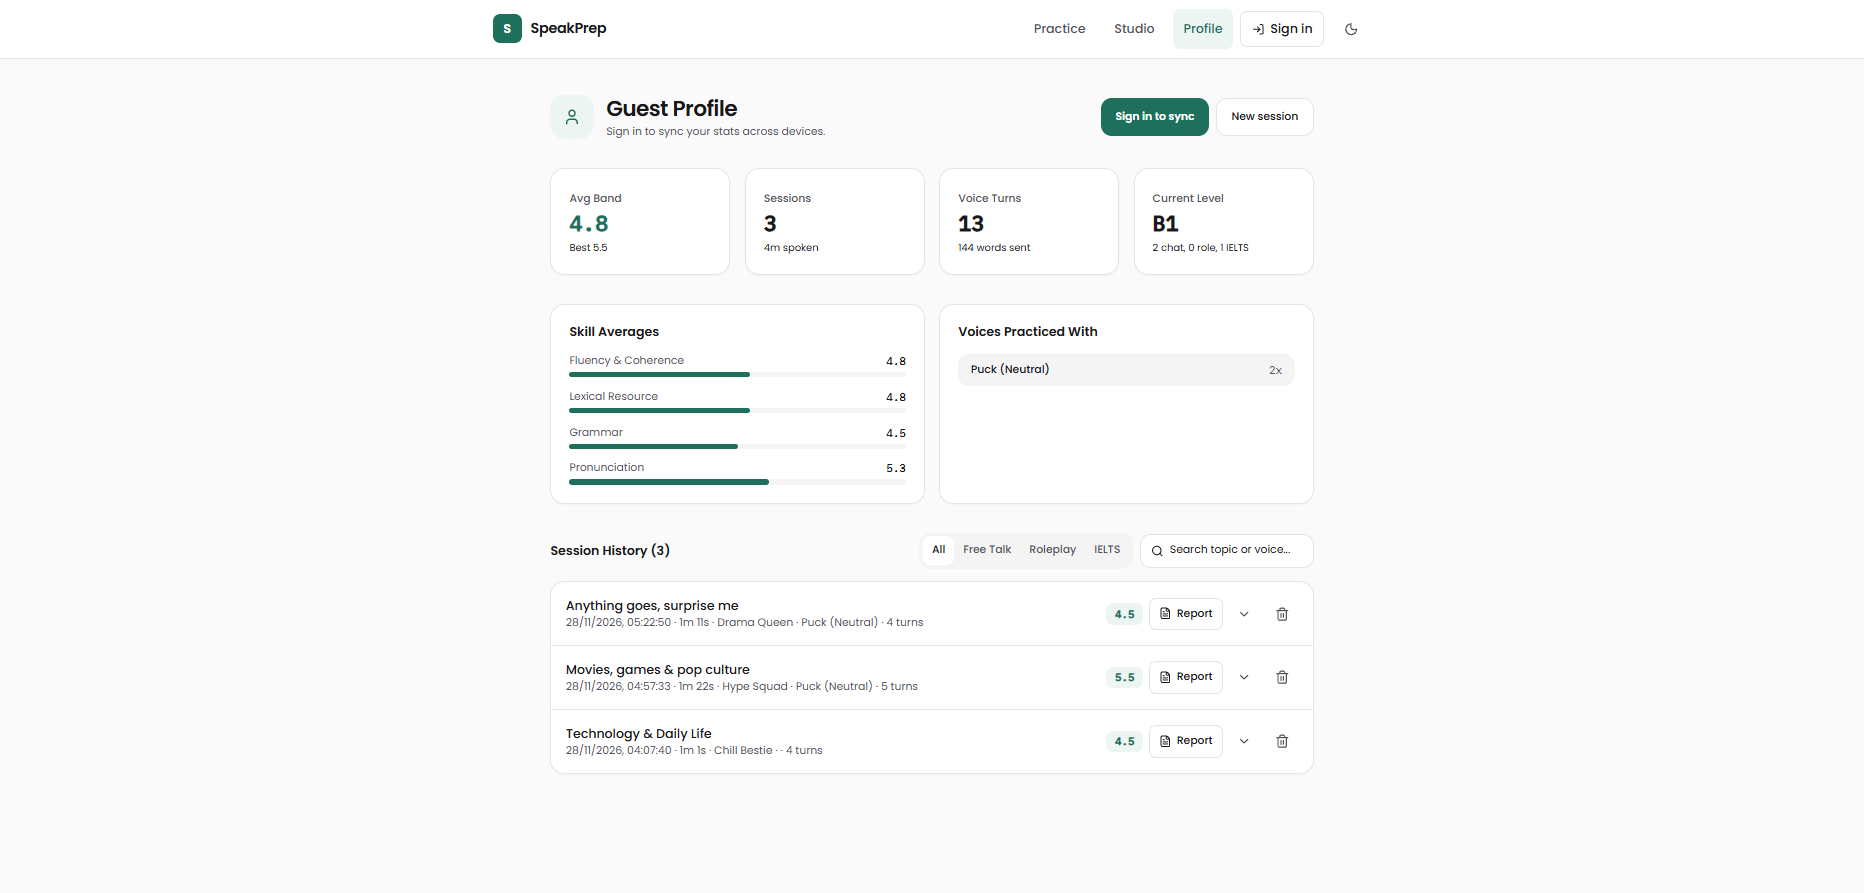 S SpeakPrep Practice Studio Profile Sign in
Guest Profile
Sign in to sync your stats across devices.
Sign in to sync New session
Avg Band
4.8
Best 5.5
Sessions
3
4m spoken
Voice Turns
13
144 words sent
Current Level
B1
2 chat, 0 role, 1 IELTS
Skill Averages
Fluency & Coherence 4.8
Lexical Resource 4.8
Grammar 4.5
Pronunciation 5.3
Voices Practiced With
Puck (Neutral) 2x
Session History (3) All Free Talk Roleplay IELTS Search topic or voice...
Anything goes, surprise me
28/11/2026, 05:22:50 · 1m 11s · Drama Queen · Puck (Neutral) · 4 turns
4.5 Report
Movies, games & pop culture
28/11/2026, 04:57:33 · 1m 22s · Hype Squad · Puck (Neutral) · 5 turns
5.5 Report
Technology & Daily Life
28/11/2026, 04:07:40 · 1m 1s · Chill Bestie · · 4 turns
4.5 Report